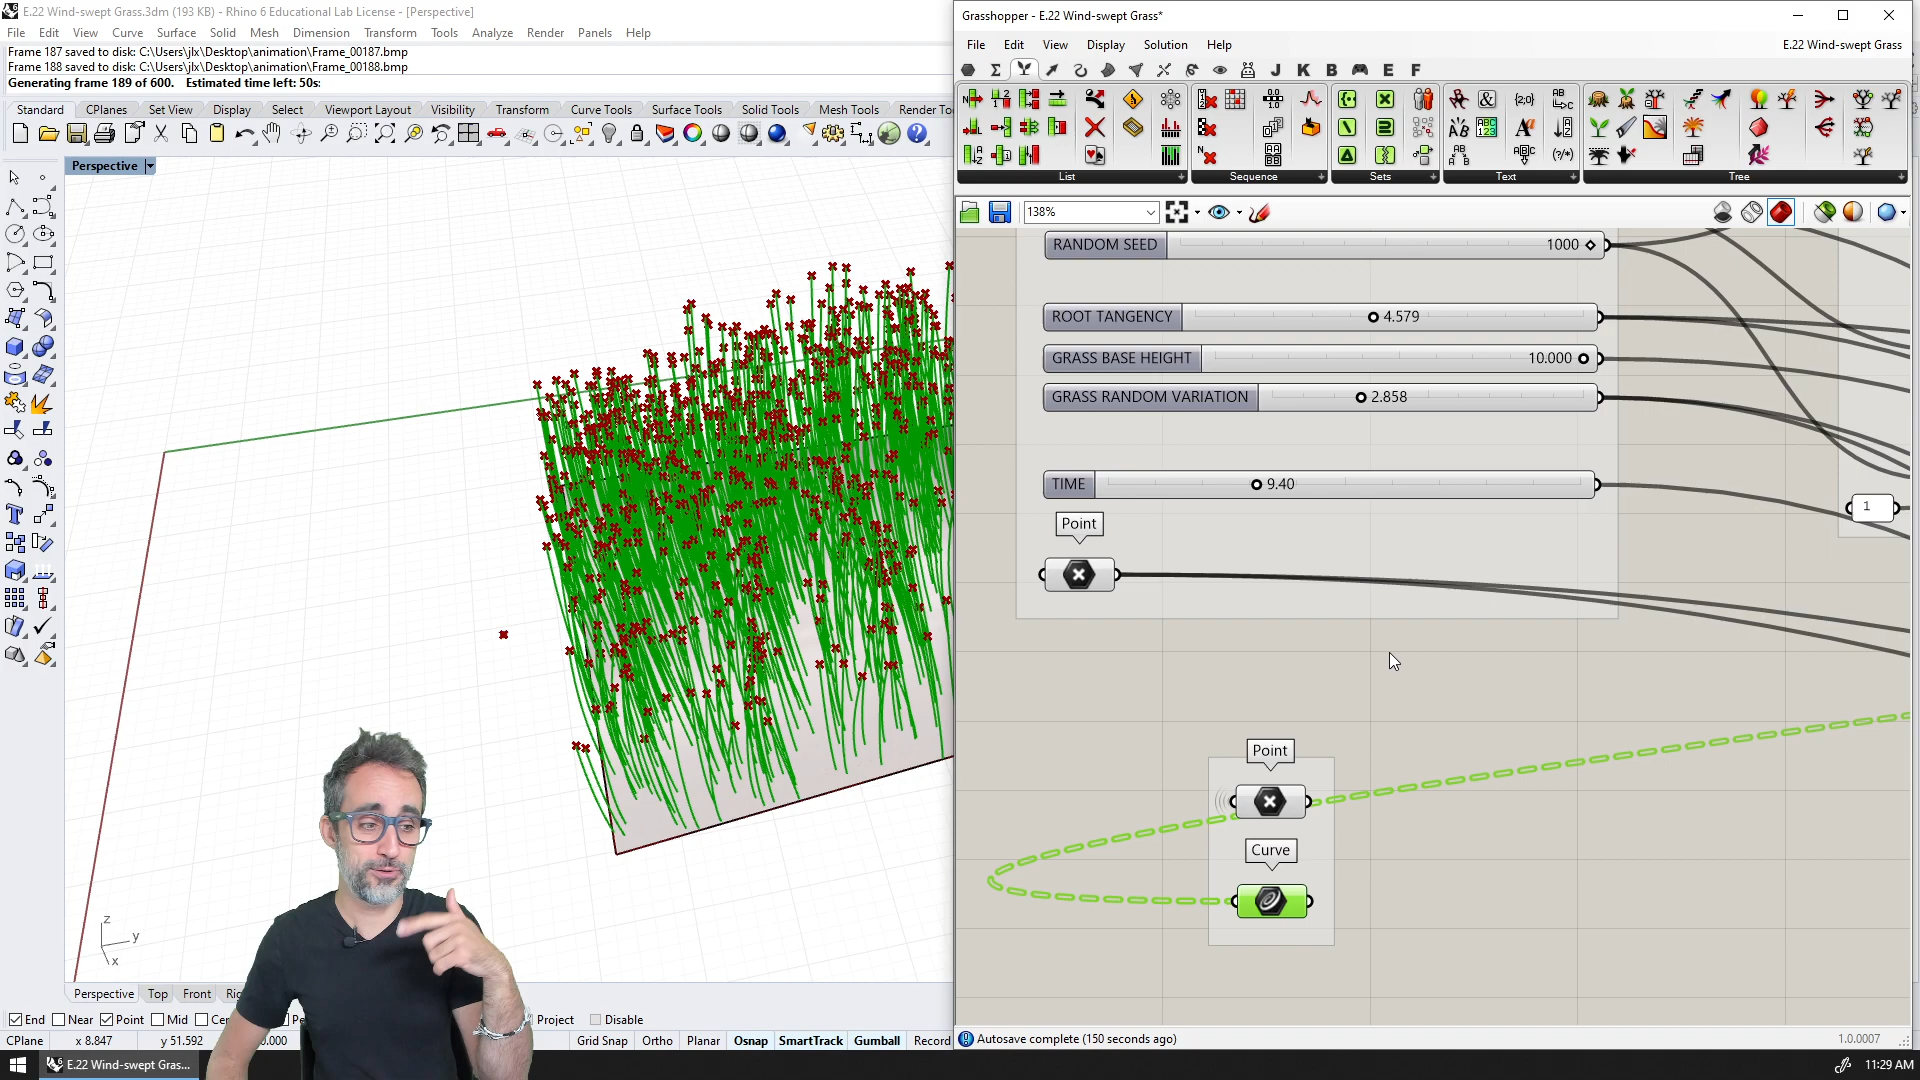 E.22 Wind-swept Grass.3dm (193 KB) - Rhino 6 Educational Lab License - [Perspective]
File Edit View Curve Surface Solid Mesh Dimension Transform Tools Analyze Render Panels Help
Frame 187 saved to disk: C:\Users\jlx\Desktop\animation\Frame_00187.bmp
Frame 188 saved to disk: C:\Users\jlx\Desktop\animation\Frame_00188.bmp
Generating frame 189 of 600. Estimated time left: 50s:
Standard CPlanes Set View Display Select Viewport Layout Visibility Transform Curve Tools Surface Tools Solid Tools Mesh Tools Render To
Perspective
z
y
x
Perspective Top Front
End Near Point Mid Project Disable
CPlane x 8.847 y 51.592 0.000 Grid Snap Ortho Planar Osnap SmartTrack Gumball Record
E.22 Wind-swept Gras...
Grasshopper - E.22 Wind-swept Grass*
File Edit View Display Solution Help E.22 Wind-swept Grass
J K B E F
List Sequence Sets Text Tree
138%
RANDOM SEED 1000
ROOT TANGENCY 4.579
GRASS BASE HEIGHT 10.000
GRASS RANDOM VARIATION 2.858
TIME 9.40
1
Point
Point
Curve
Autosave complete (150 seconds ago) 1.0.0007
11:29 AM